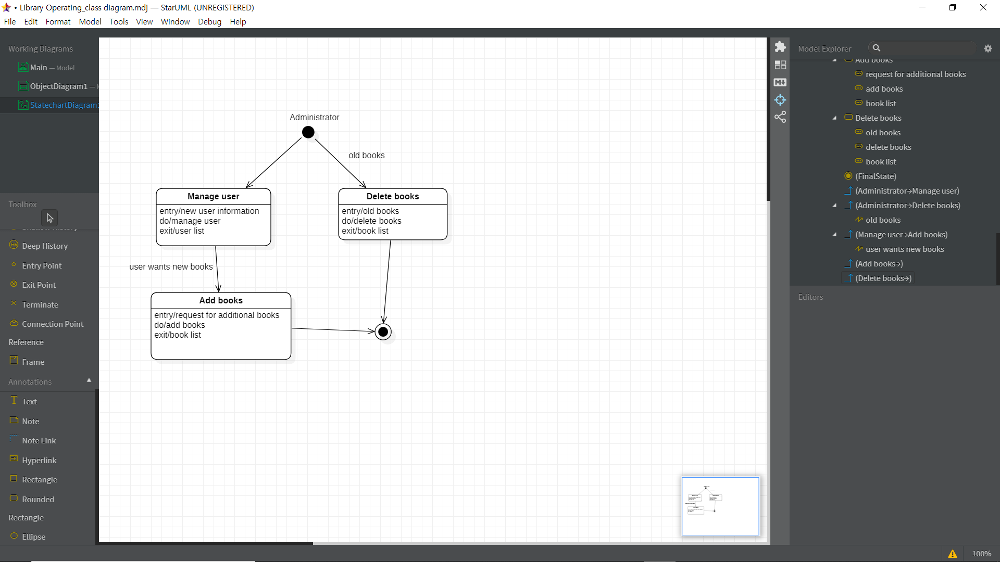 • Library Operating_class diagram.mdj — StarUML (UNREGISTERED)
File Edit Format Model Tools View Window Debug Help
Working Diagrams
Main — Model
ObjectDiagram1 —
StatechartDiagram
Toolbox
Shallow History
Deep History
Entry Point
Exit Point
Terminate
Connection Point
Reference
Frame
Annotations
Text
Note
Note Link
Hyperlink
Rectangle
Rounded
Rectangle
Ellipse
Administrator
old books
Manage user
entry/new user information
do/manage user
exit/user list
Delete books
entry/old books
do/delete books
exit/book list
user wants new books
Add books
entry/request for additional books
do/add books
exit/book list
Model Explorer
Add books
request for additional books
add books
book list
Delete books
old books
delete books
book list
(FinalState)
(Administrator→Manage user)
(Administrator→Delete books)
old books
(Manage user→Add books)
user wants new books
(Add books→)
(Delete books→)
Editors
100%